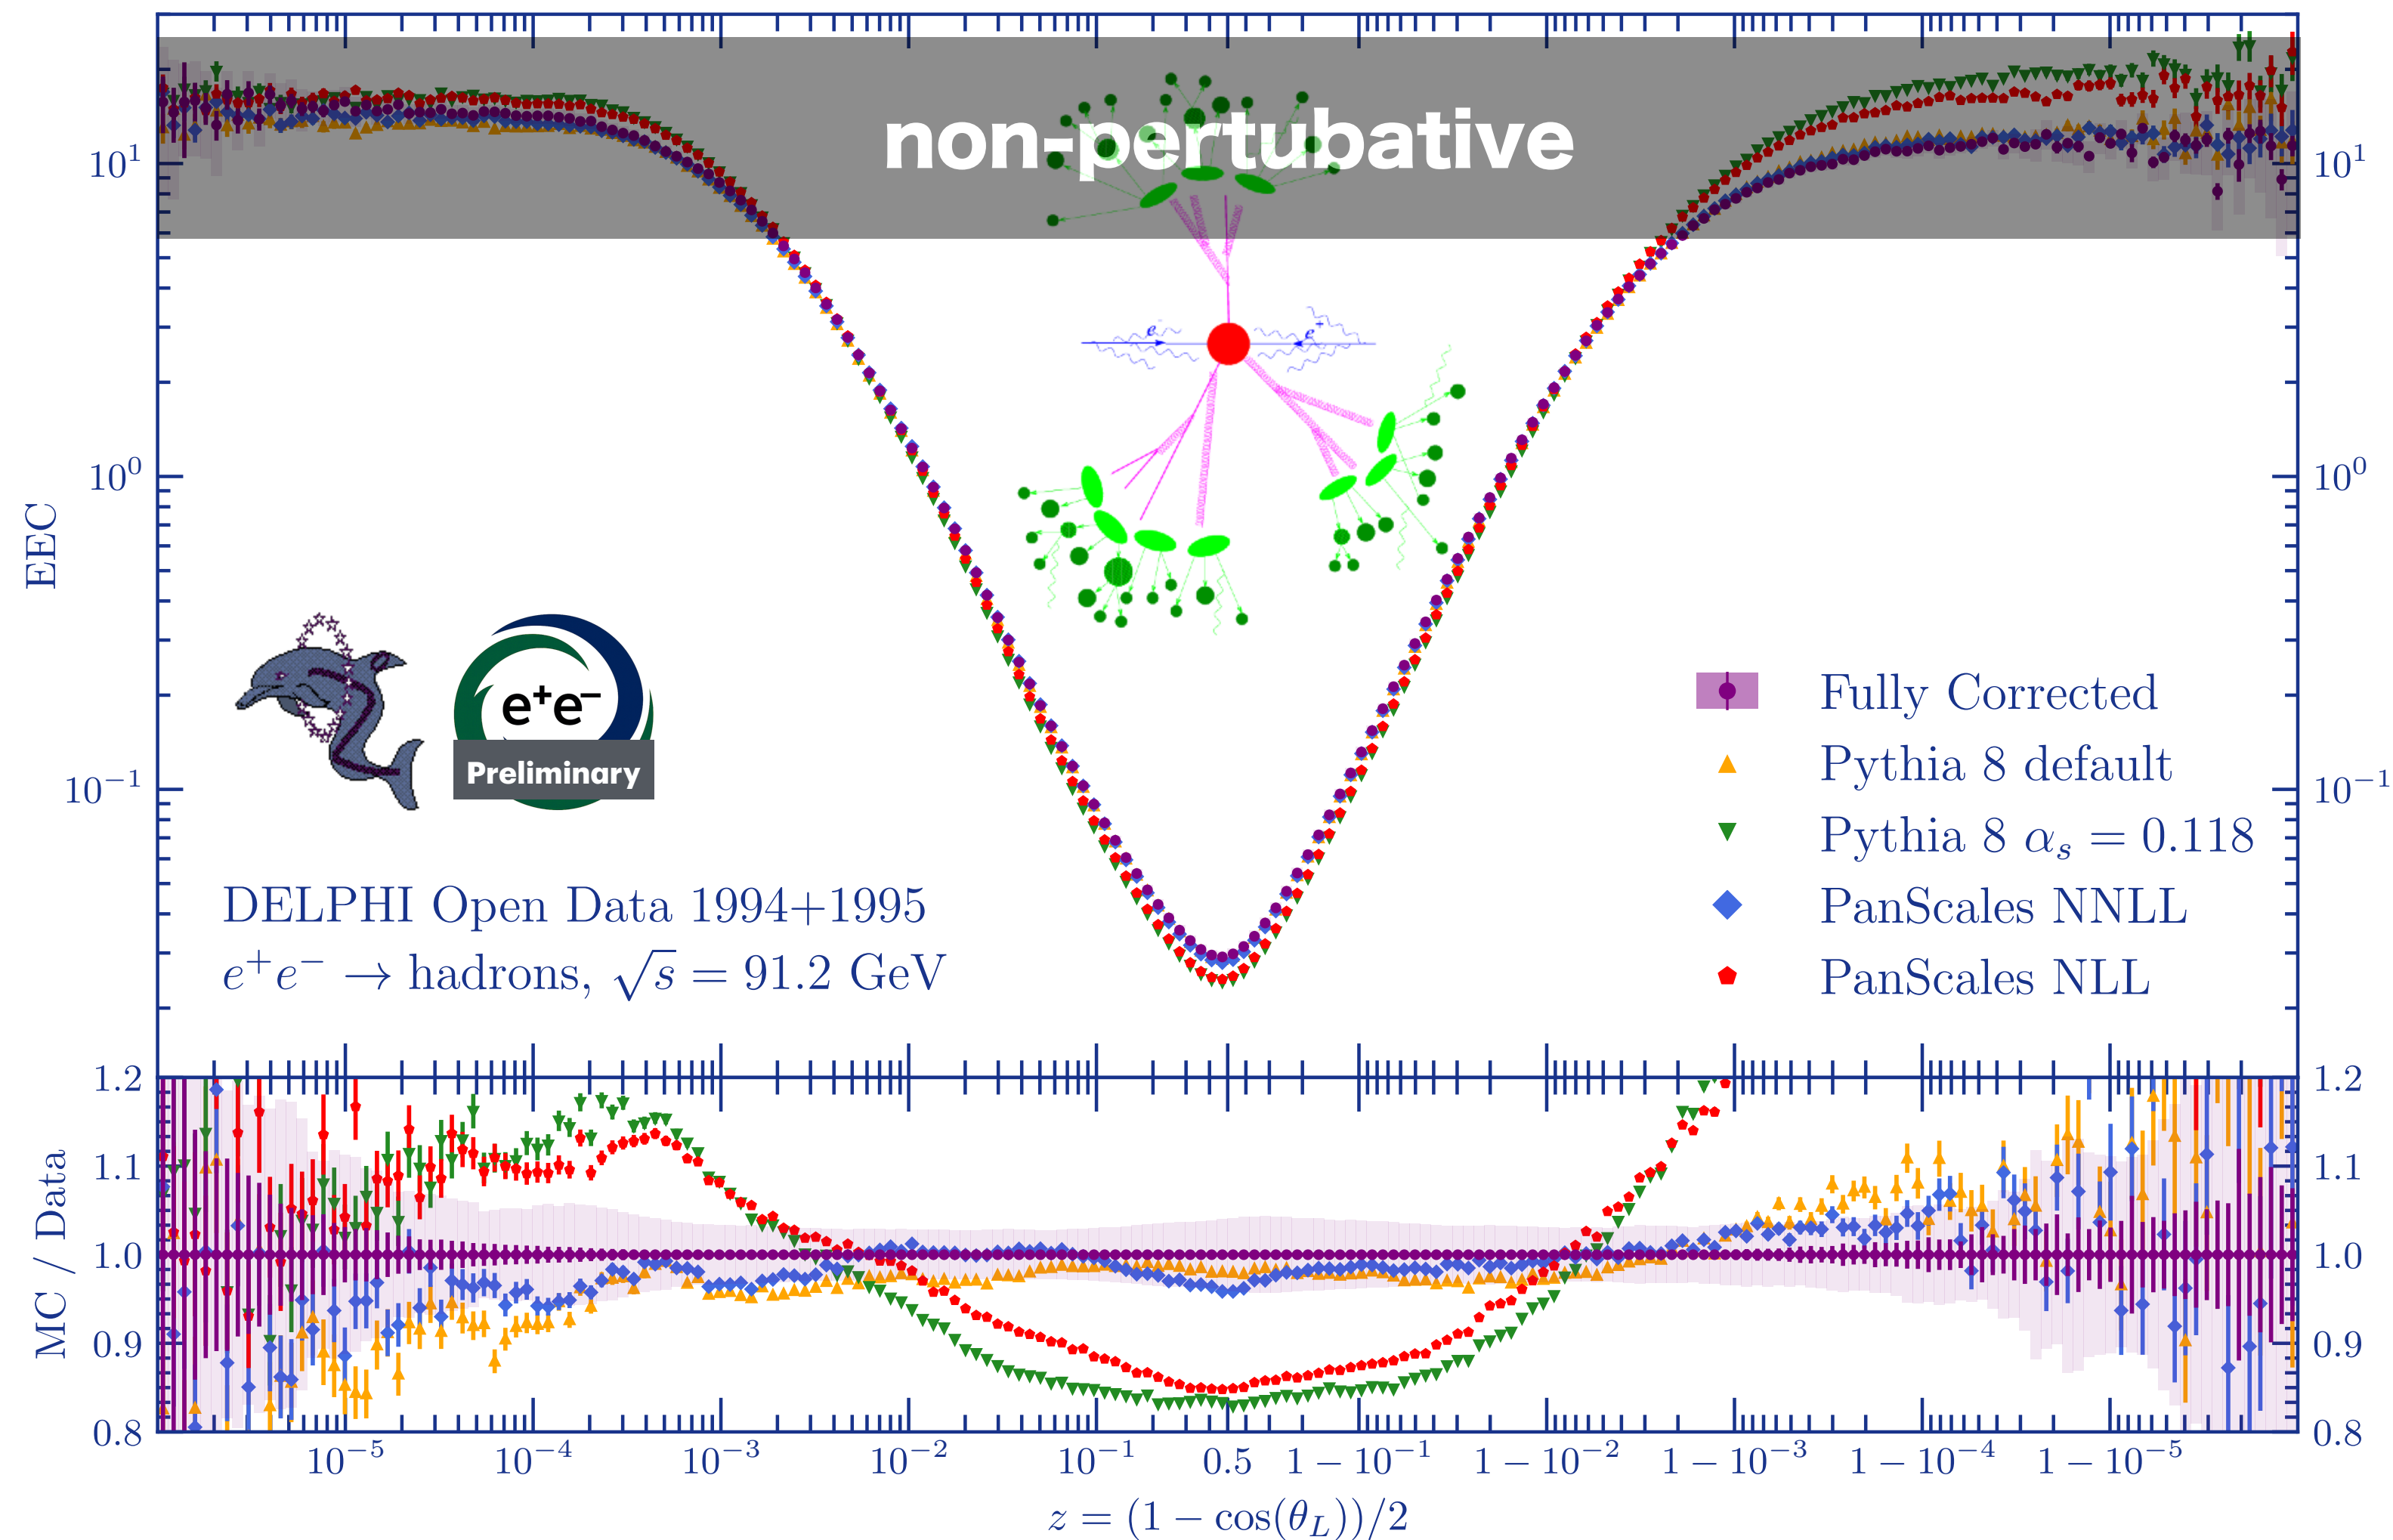 non-pertubative
10¹
10¹
e⁻
e⁺
10⁰
10⁰
EEC
e⁺e⁻
Preliminary
10⁻¹
10⁻¹
Fully Corrected
Pythia 8 default
Pythia 8 αₛ = 0.118
PanScales NNLL
PanScales NLL
DELPHI Open Data 1994+1995
e⁺e⁻ → hadrons, √s = 91.2 GeV
MC / Data
1.2
1.1
1.0
0.9
0.8
1.2
1.1
1.0
0.9
0.8
10⁻⁵ 10⁻⁴ 10⁻³ 10⁻² 10⁻¹ 0.5 1 − 10⁻¹ 1 − 10⁻² 1 − 10⁻³ 1 − 10⁻⁴ 1 − 10⁻⁵
z = (1 − cos(θ_L))/2